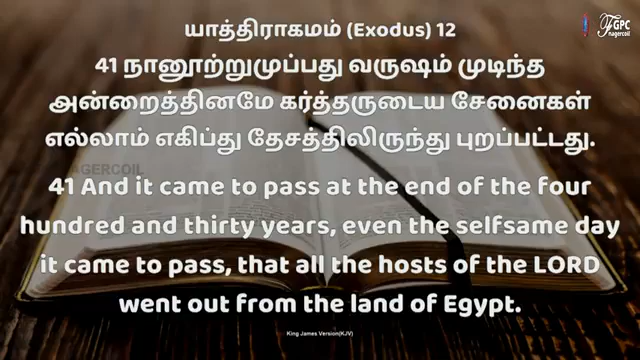 யாத்திராகமம் (Exodus) 12
FGPC
nagercoil
41 நானூற்றுமுப்பது வருஷம் முடிந்த
அன்றைத்தினமே கர்த்தருடைய சேனைகள்
எல்லாம் எகிப்து தேசத்திலிருந்து புறப்பட்டது.
NAGERCOIL
41 And it came to pass at the end of the four
hundred and thirty years, even the selfsame day
it came to pass, that all the hosts of the LORD
went out from the land of Egypt.
King James Version(KJV)